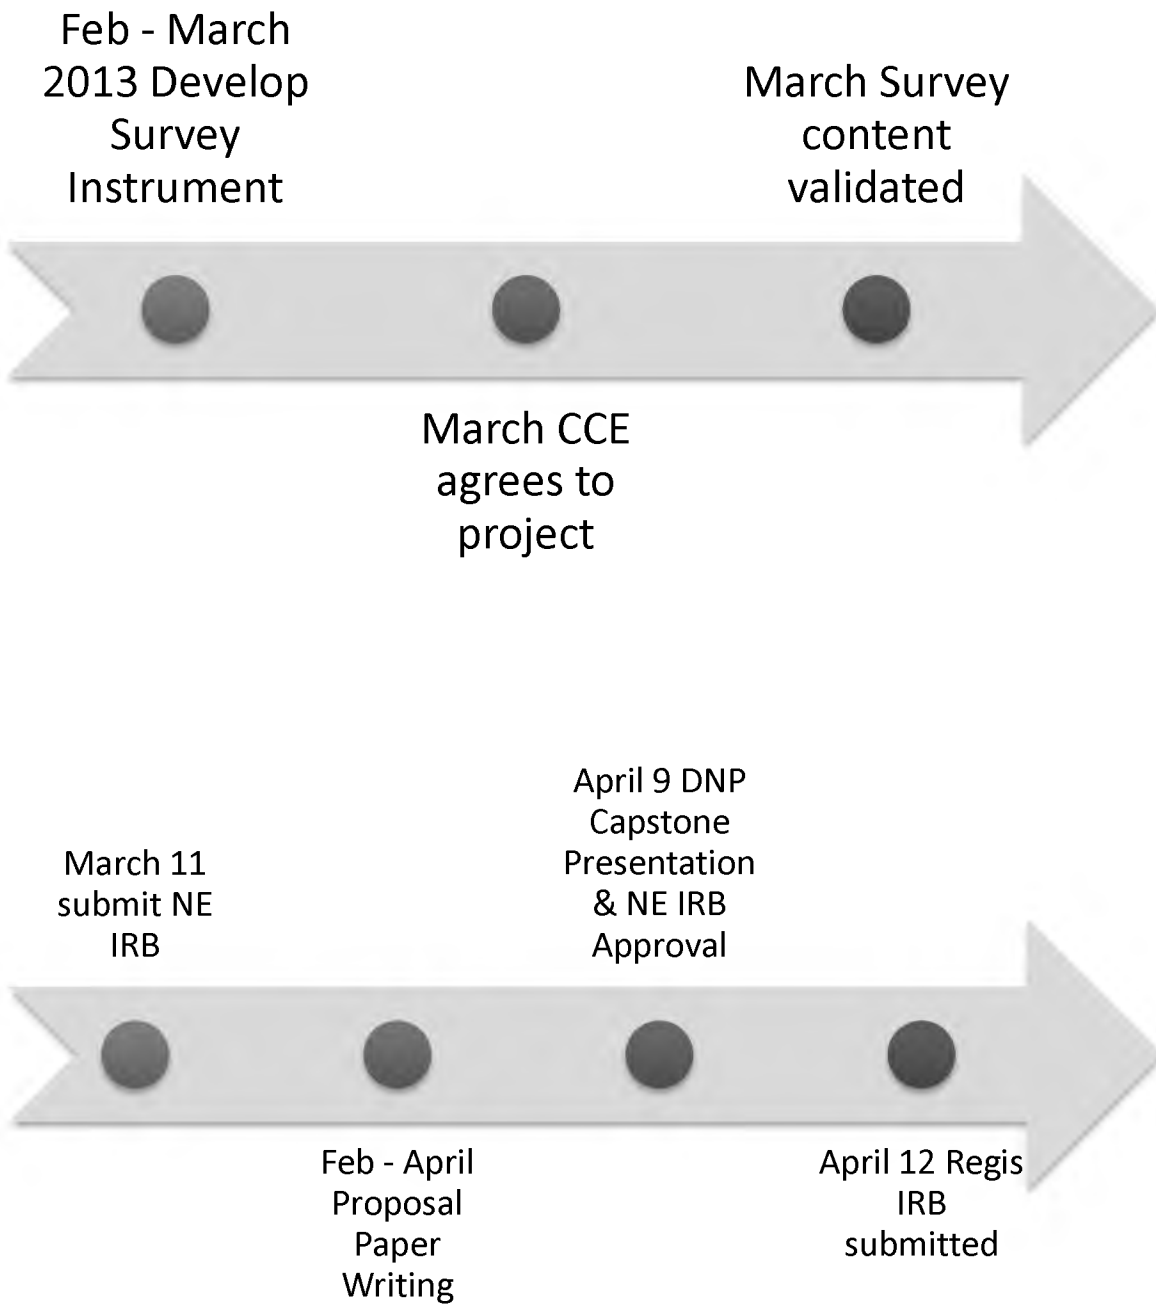 Feb - March
2013 Develop
Survey
Instrument
March CCE
agrees to
project
March Survey
content
validated
March 11
submit NE
IRB
Feb - April
Proposal
Paper
Writing
April 9 DNP
Capstone
Presentation
& NE IRB
Approval
April 12 Regis
IRB
submitted